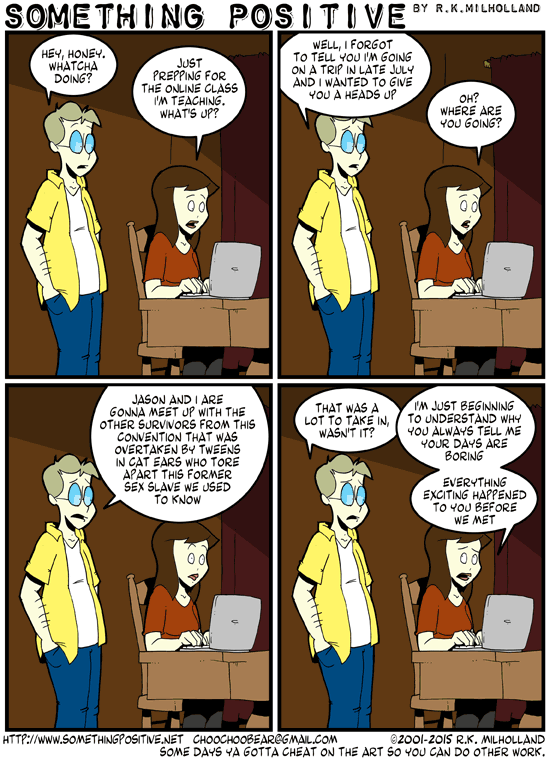 SOMETHING POSITIVE BY R.K. MILHOLLAND
HEY, HONEY.
WHATCHA
DOING?
JUST
PREPPING FOR
THE ONLINE CLASS
I'M TEACHING.
WHAT'S UP?
WELL, I FORGOT
TO TELL YOU I'M GOING
ON A TRIP IN LATE JULY
AND I WANTED TO GIVE
YOU A HEADS UP
OH?
WHERE ARE
YOU GOING?
JASON AND I ARE
GONNA MEET UP WITH THE
OTHER SURVIVORS FROM THIS
CONVENTION THAT WAS
OVERTAKEN BY TWEENS
IN CAT EARS WHO TORE
APART THIS FORMER
SEX SLAVE WE USED
TO KNOW
THAT WAS A
LOT TO TAKE IN,
WASN'T IT?
I'M JUST BEGINNING
TO UNDERSTAND WHY
YOU ALWAYS TELL ME
YOUR DAYS ARE
BORING
EVERYTHING
EXCITING HAPPENED
TO YOU BEFORE
WE MET
HTTP://WWW.SOMETHINGPOSITIVE.NET CHOOCHOOBEAR@GMAIL.COM ©2001-2015 R.K. MILHOLLAND
SOME DAYS YA GOTTA CHEAT ON THE ART SO YOU CAN DO OTHER WORK.